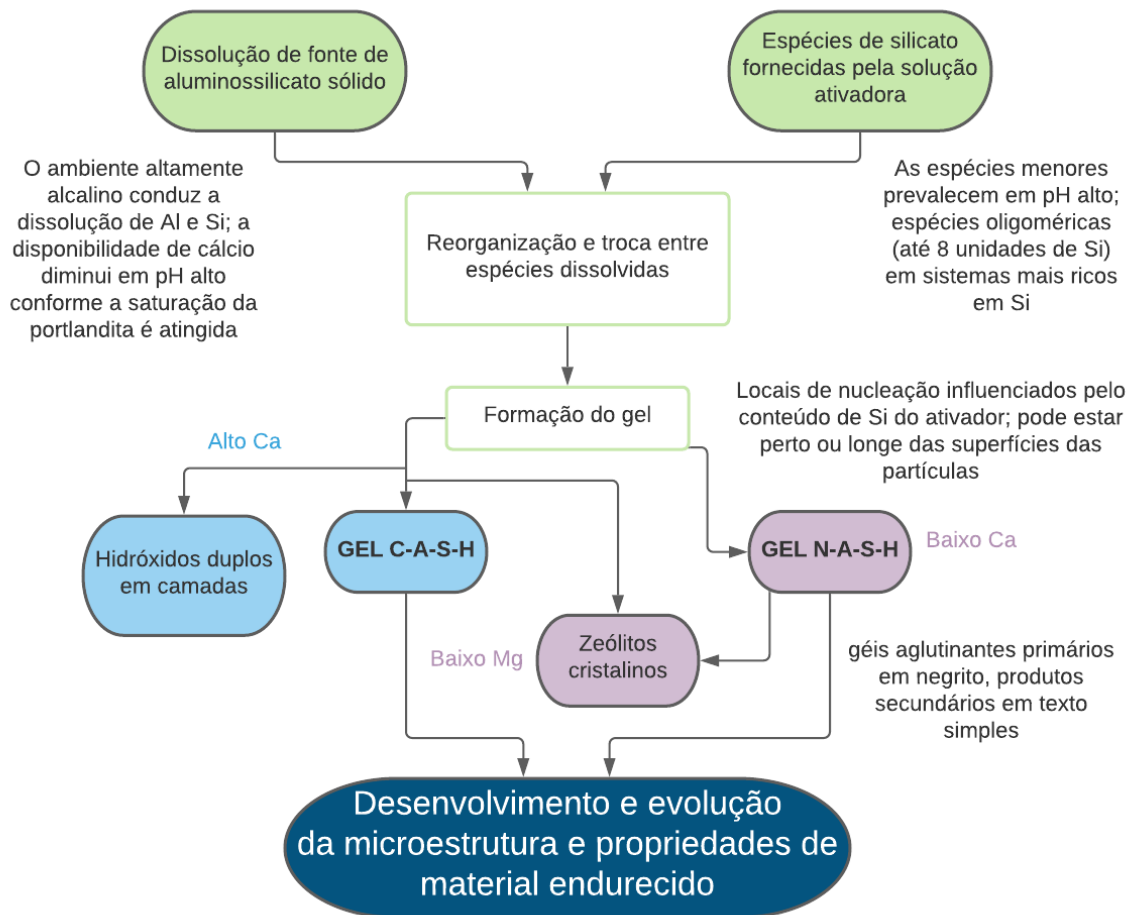 Dissolução de fonte de
aluminossilicato sólido
Espécies de silicato
fornecidas pela solução
ativadora
O ambiente altamente
alcalino conduz a
dissolução de Al e Si; a
disponibilidade de cálcio
diminui em pH alto
conforme a saturação da
portlandita é atingida
Reorganização e troca entre
espécies dissolvidas
As espécies menores
prevalecem em pH alto;
espécies oligoméricas
(até 8 unidades de Si)
em sistemas mais ricos
em Si
Formação do gel
Locais de nucleação influenciados pelo
conteúdo de Si do ativador; pode estar
perto ou longe das superfícies das
partículas
Alto Ca
Hidróxidos duplos
em camadas
GEL C-A-S-H
GEL N-A-S-H
Baixo Ca
Baixo Mg
Zeólitos
cristalinos
géis aglutinantes primários
em negrito, produtos
secundários em texto
simples
Desenvolvimento e evolução
da microestrutura e propriedades de
material endurecido